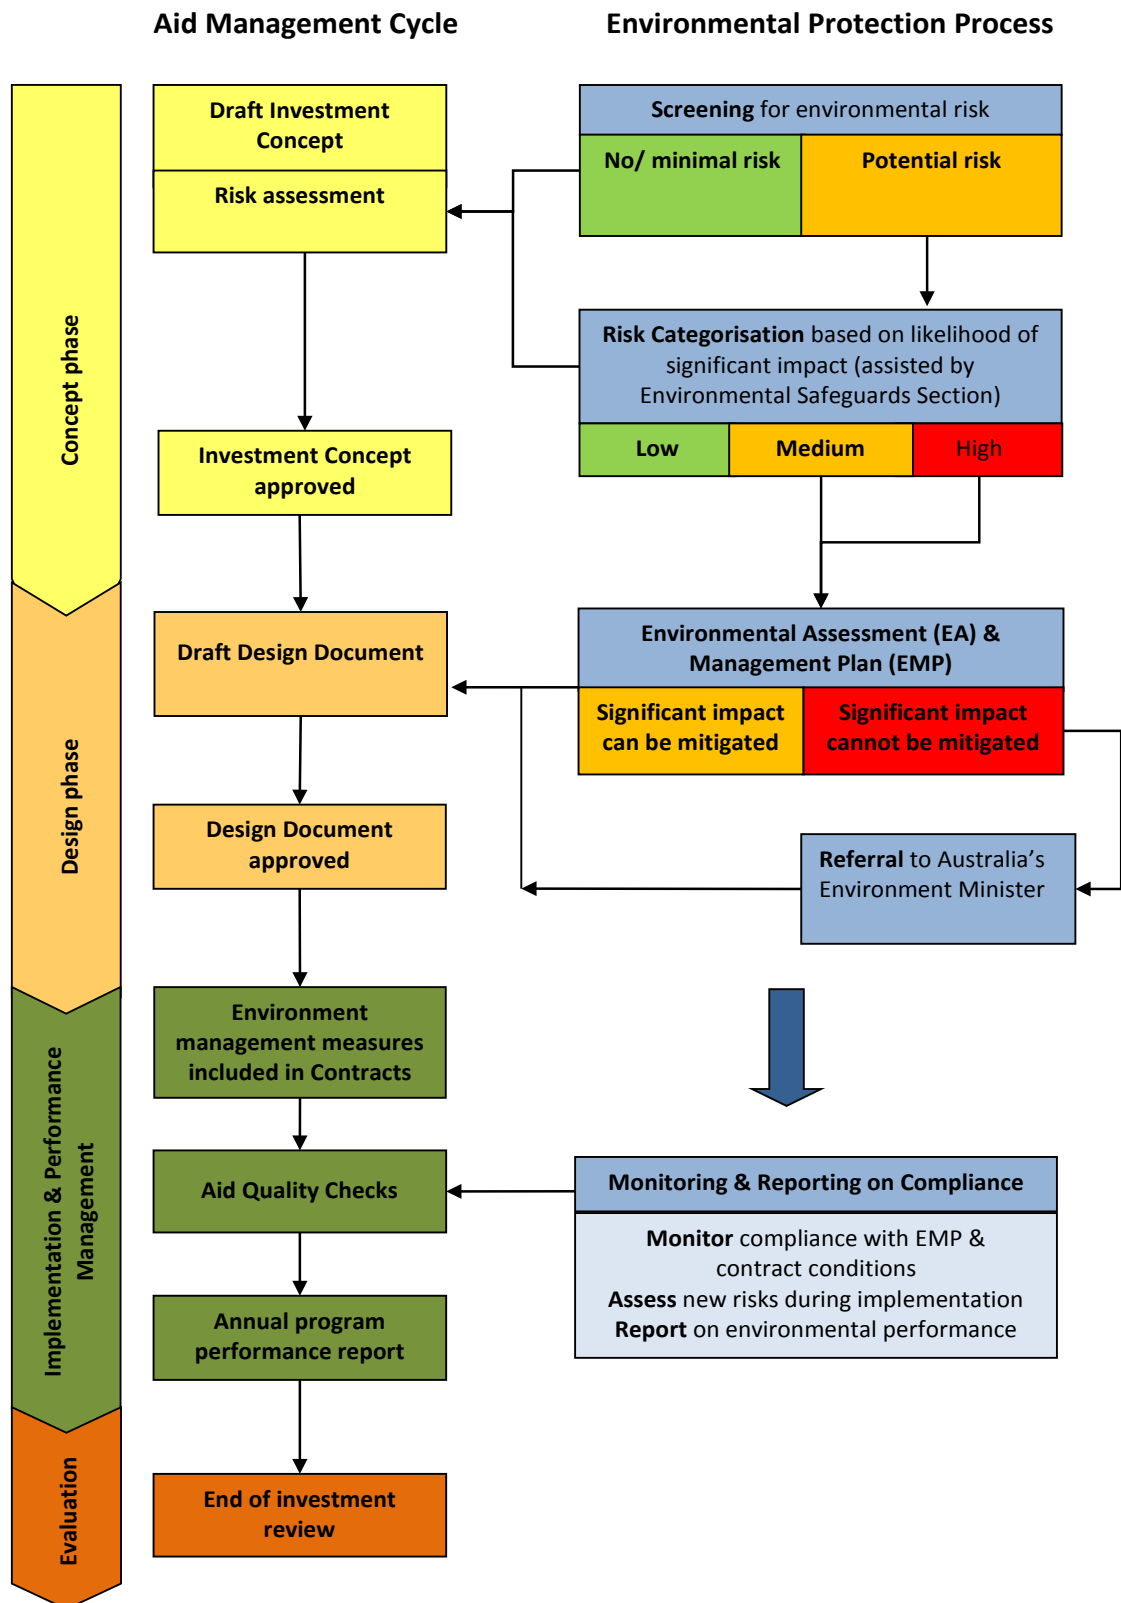 Aid Management Cycle
Environmental Protection Process
Concept phase
Draft Investment
Concept
Risk assessment
Screening for environmental risk
No/ minimal risk
Potential risk
Risk Categorisation based on likelihood of
significant impact (assisted by
Environmental Safeguards Section)
Low
Medium
High
Investment Concept
approved
Design phase
Draft Design Document
Environmental Assessment (EA) &
Management Plan (EMP)
Significant impact
can be mitigated
Significant impact
cannot be mitigated
Design Document
approved
Referral to Australia’s
Environment Minister
Implementation & Performance
Management
Environment
management measures
included in Contracts
Aid Quality Checks
Monitoring & Reporting on Compliance
Monitor compliance with EMP &
contract conditions
Assess new risks during implementation
Report on environmental performance
Annual program
performance report
Evaluation
End of investment
review